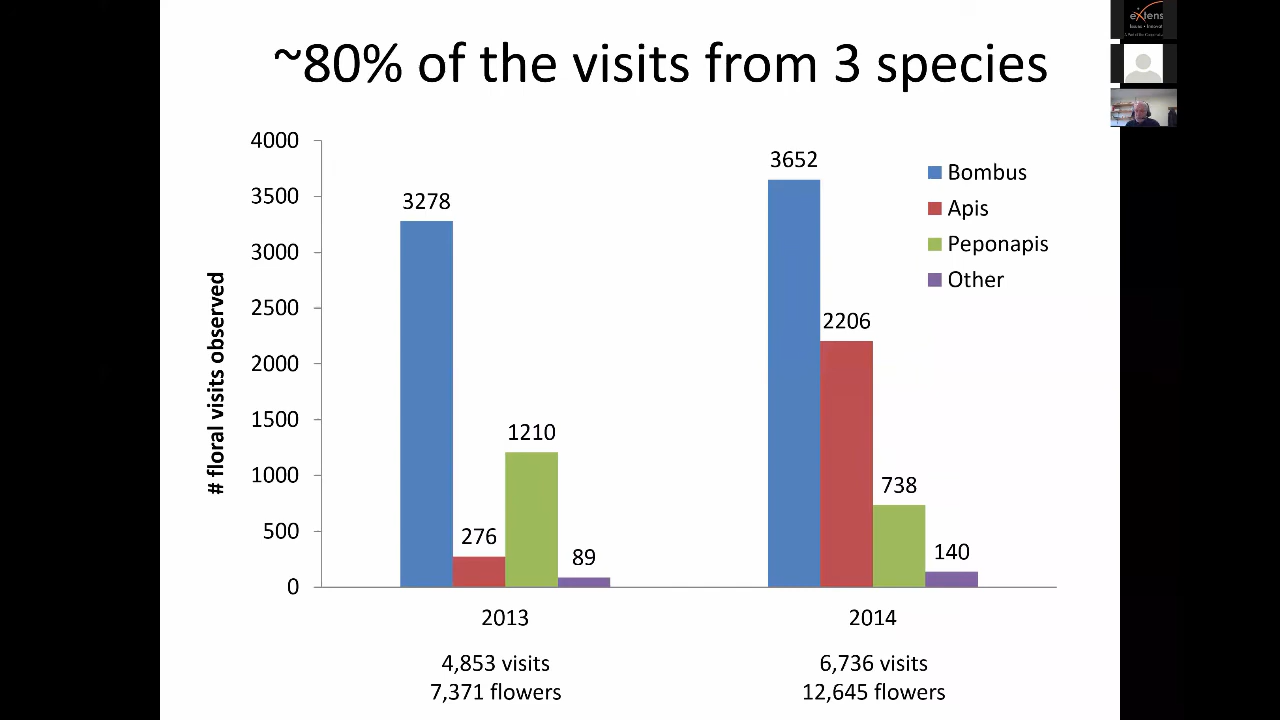 ~80% of the visits from 3 species
eXtens
4000
3500
3000
2500
2000
1500
1000
500
0
# floral visits observed
3278
276
1210
89
3652
2206
738
140
Bombus
Apis
Peponapis
Other
2013
2014
4,853 visits
7,371 flowers
6,736 visits
12,645 flowers